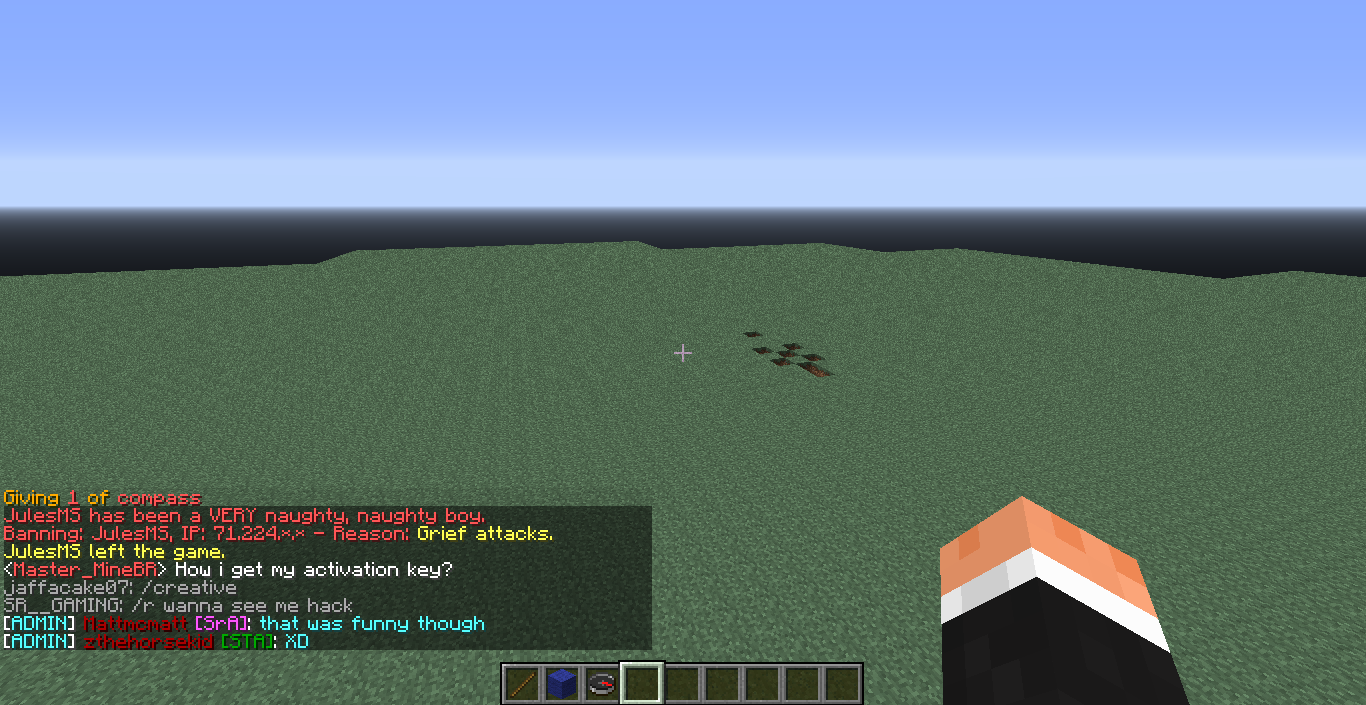 Giving 1 of compass
JulesMS has been a VERY naughty, naughty boy.
Banning: JulesMS, IP: 71.224.×.× - Reason: Grief attacks.
JulesMS left the game.
<Master_MineBR> How i get my activation key?
jaffacake07: /creative
SR__GAMING: /r wanna see me hack
[ADMIN] Mattmcmatt [SrA]: that was funny though
[ADMIN] zthehorsekid [STA]: XD